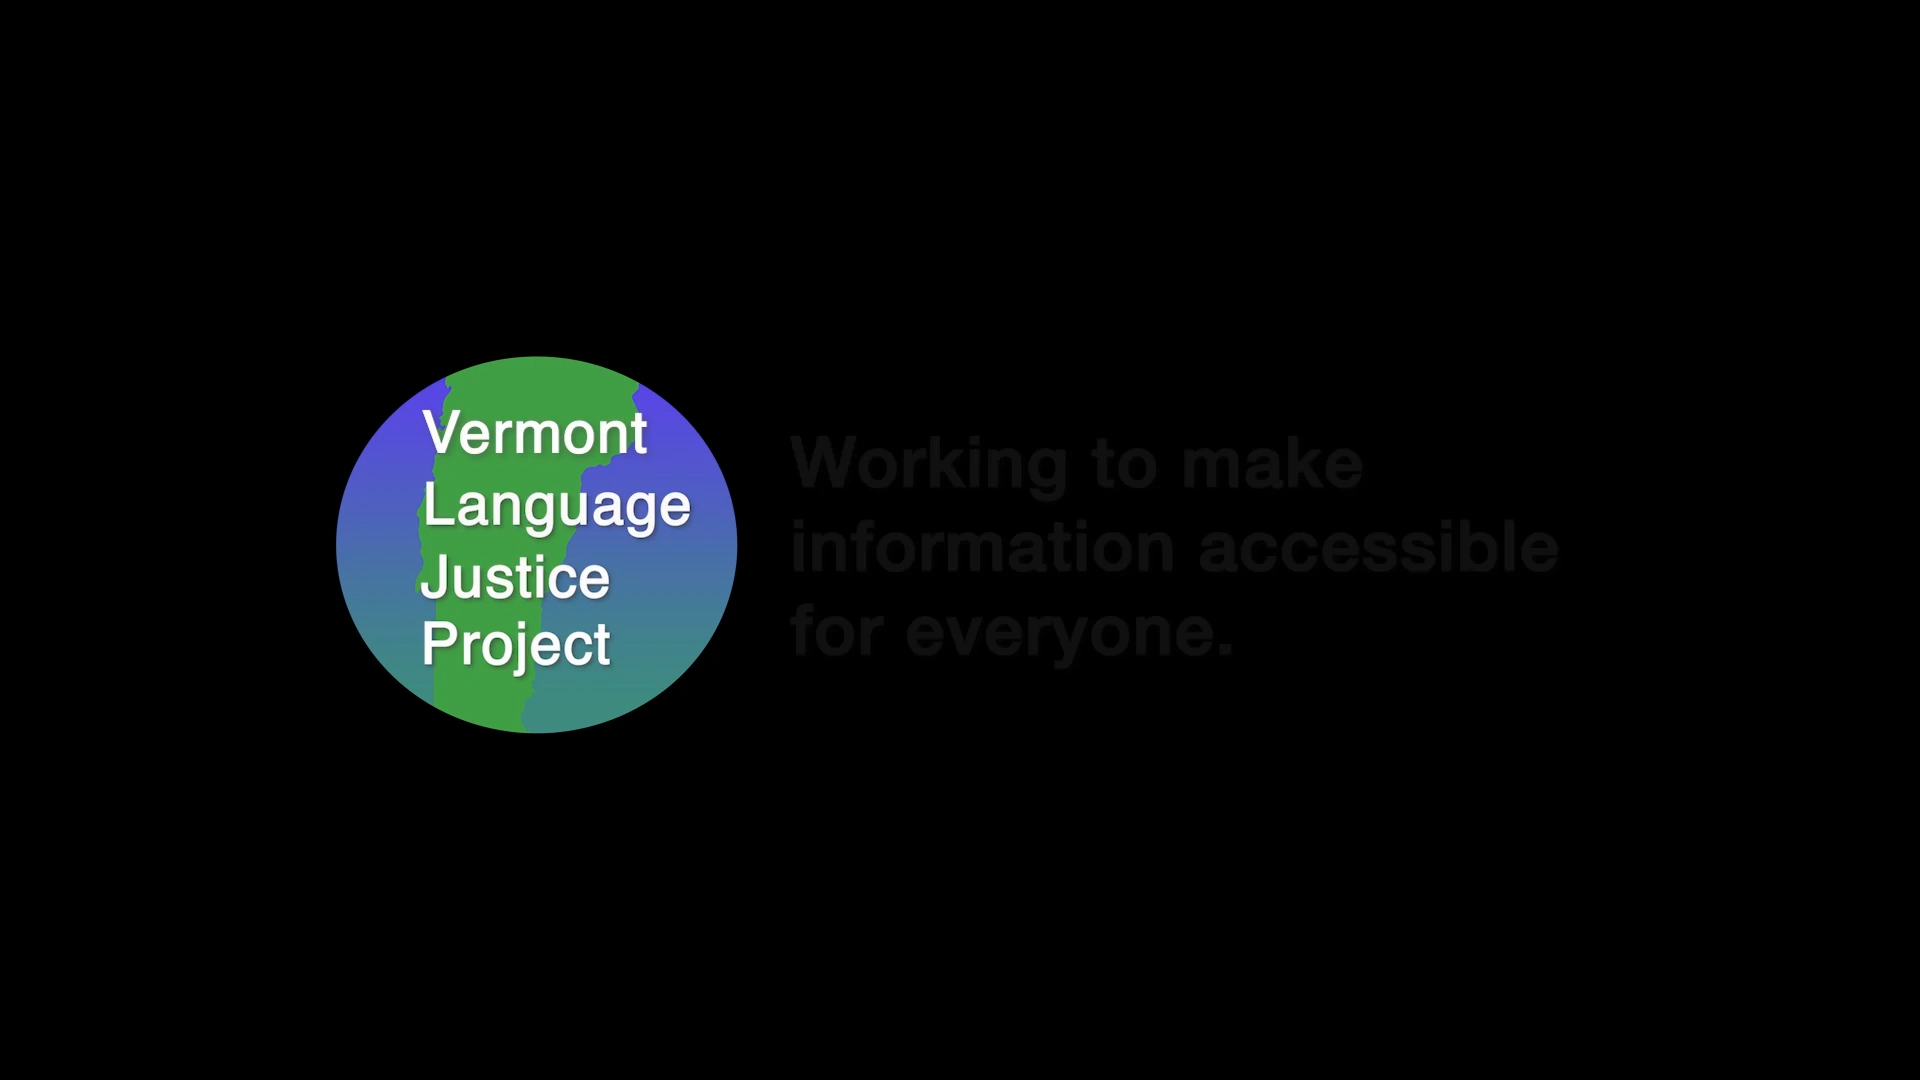 Vermont
Language
Justice
Project
Working to make
information accessible
for everyone.